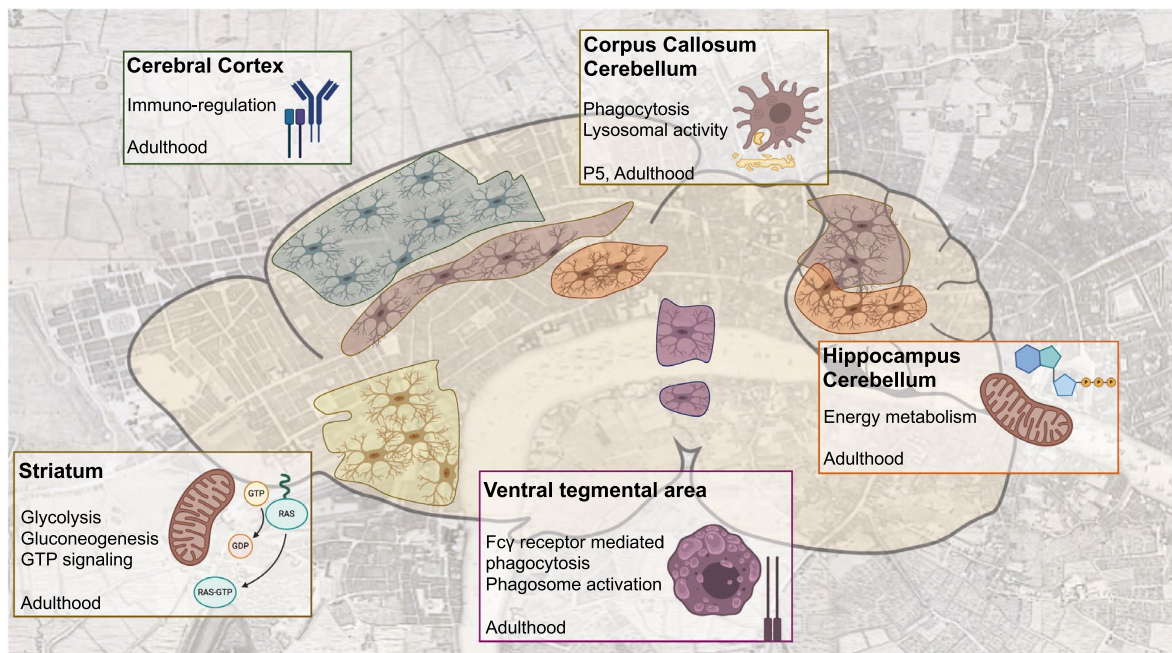 Cerebral Cortex
Immuno-regulation
Adulthood
Corpus Callosum
Cerebellum
Phagocytosis
Lysosomal activity
P5, Adulthood
Hippocampus
Cerebellum
Energy metabolism
Adulthood
P P P
Striatum
Glycolysis
Gluconeogenesis
GTP signaling
Adulthood
GTP
RAS
GDP
RAS-GTP
Ventral tegmental area
Fcγ receptor mediated
phagocytosis
Phagosome activation
Adulthood